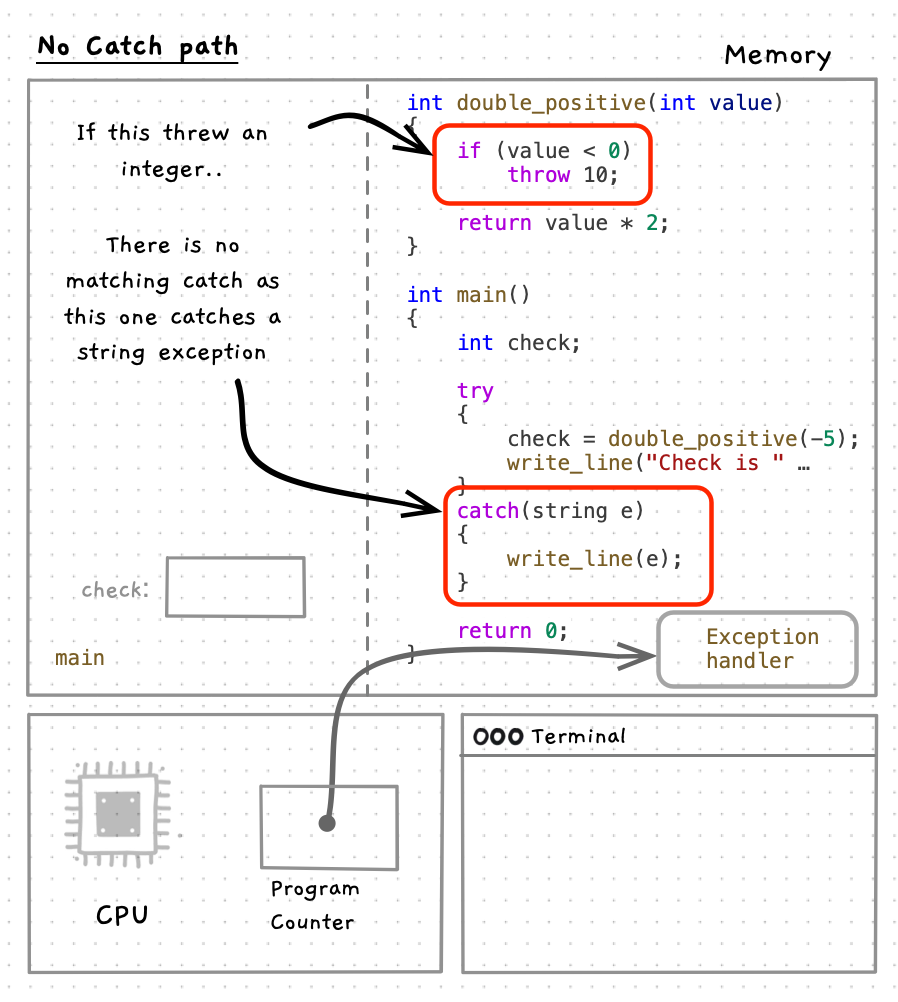 No Catch path
Memory
If this threw an
integer..
There is no
matching catch as
this one catches a
string exception
check:
main
int double_positive(int value)
{
if (value < 0)
throw 10;
return value * 2;
}
int main()
{
int check;
try
{
check = double_positive(-5);
write_line("Check is " …
}
catch(string e)
{
write_line(e);
}
return 0;
}
Exception
handler
CPU
Program
Counter
Terminal